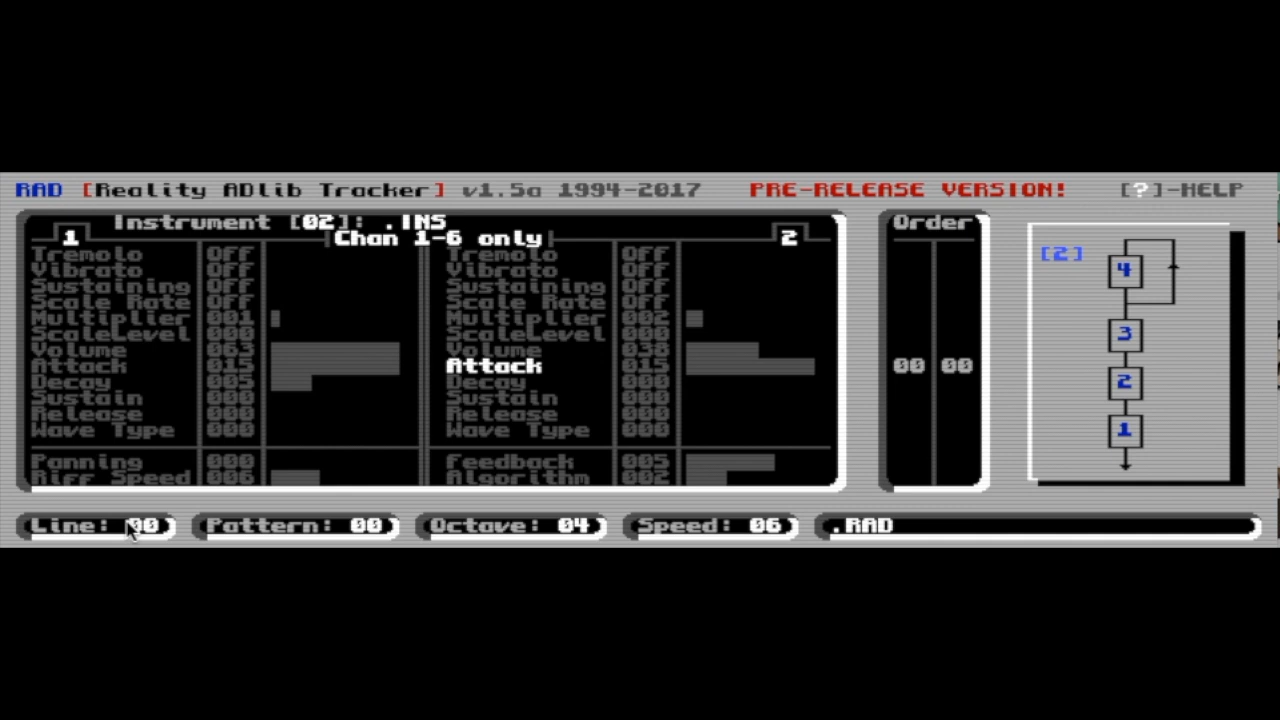 RAD [Reality ADlib Tracker] v1.5a 1994-2017 PRE-RELEASE VERSION! [?]-HELP
Instrument [02]: .INS
Chan 1-6 only
1 2
Tremolo Off Tremolo Off
Vibrato Off Vibrato Off
Sustaining Off Sustaining Off
Scale Rate Off Scale Rate Off
Multiplier 001 Multiplier 002
ScaleLevel 000 ScaleLevel 000
Volume 063 Volume 038
Attack 015 Attack 015
Decay 005 Decay 000
Sustain 000 Sustain 000
Release 000 Release 000
Wave Type 000 Wave Type 000
Panning 000 Feedback 005
Riff Speed 006 Algorithm 002
Order
00 00
[2]
4
3
2
1
Line: 00 Pattern: 00 Octave: 04 Speed: 06 .RAD